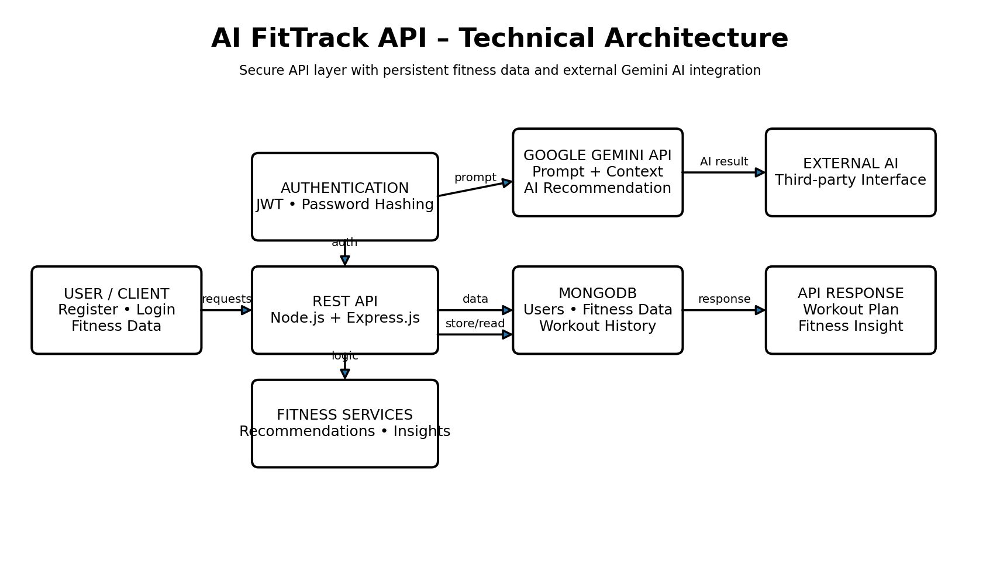 AI FitTrack API – Technical Architecture
Secure API layer with persistent fitness data and external Gemini AI integration
GOOGLE GEMINI API
Prompt + Context
AI Recommendation
AI result
EXTERNAL AI
Third-party Interface
AUTHENTICATION
JWT • Password Hashing
prompt
auth
USER / CLIENT
Register • Login
Fitness Data
requests
REST API
Node.js + Express.js
data
store/read
MONGODB
Users • Fitness Data
Workout History
response
API RESPONSE
Workout Plan
Fitness Insight
logic
FITNESS SERVICES
Recommendations • Insights